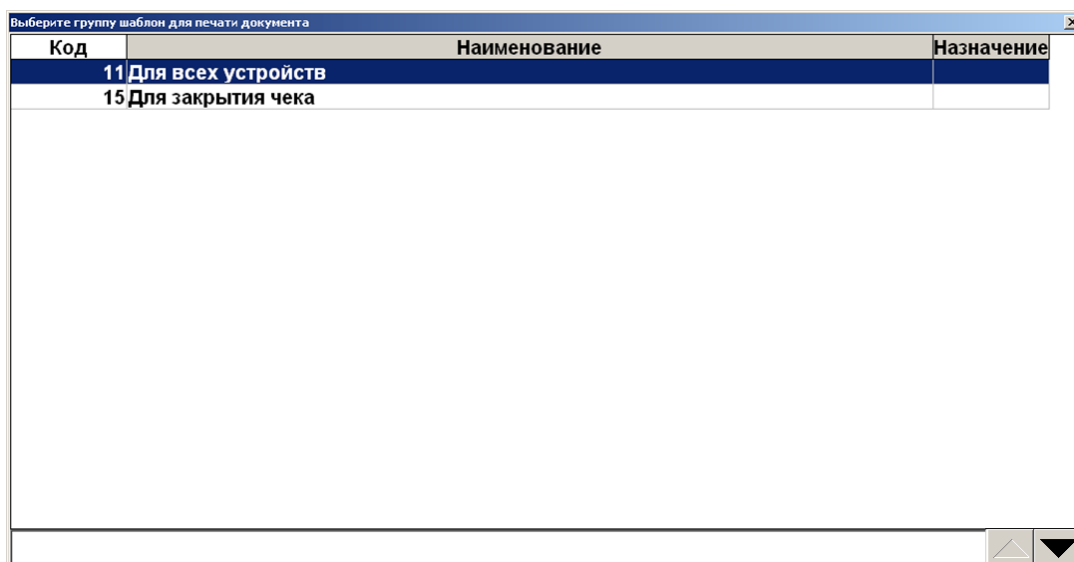 Выберите группу шаблон для печати документа
Код Наименование Назначение
11 Для всех устройств
15 Для закрытия чека